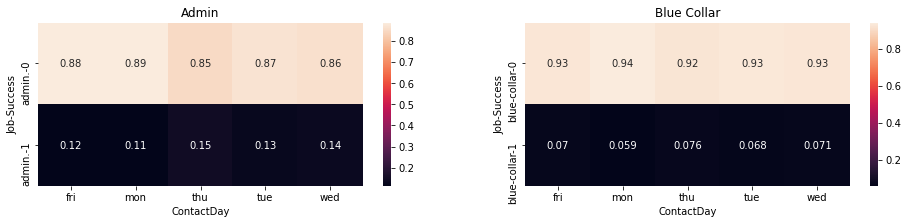 Admin
Job-Success
admin.-0
admin.-1
0.88 0.89 0.85 0.87 0.86
0.12 0.11 0.15 0.13 0.14
fri mon thu tue wed
ContactDay
0.8
0.7
0.6
0.5
0.4
0.3
0.2
Blue Collar
Job-Success
blue-collar-0
blue-collar-1
0.93 0.94 0.92 0.93 0.93
0.07 0.059 0.076 0.068 0.071
fri mon thu tue wed
ContactDay
0.8
0.6
0.4
0.2